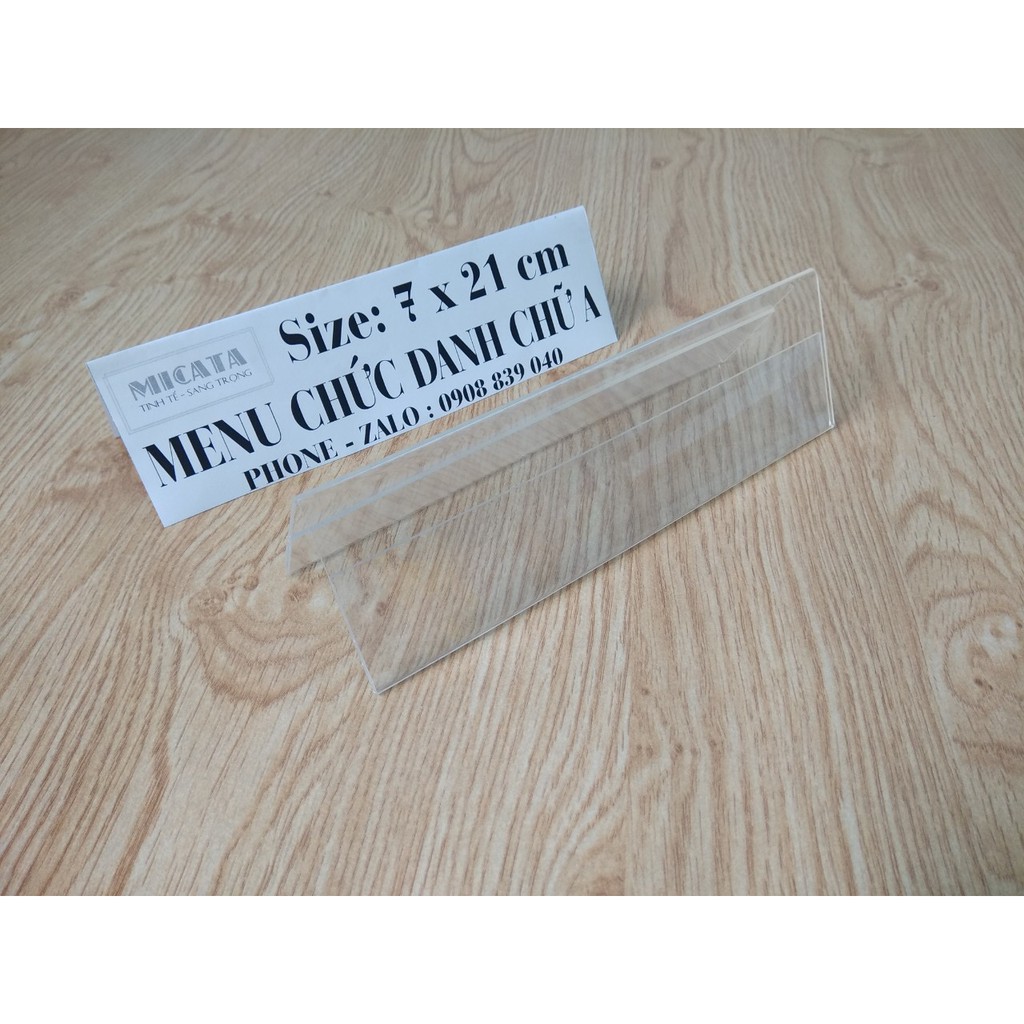 MICATA
TINH TẾ - SANG TRỌNG
Size: 7 x 21 cm
MENU CHỨC DANH CHỮ A
PHONE - ZALO : 0908 839 040